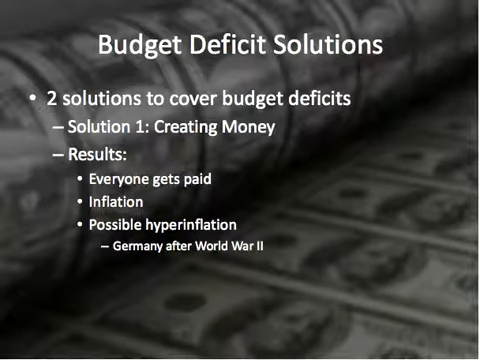 Budget Deficit Solutions
• 2 solutions to cover budget deficits
– Solution 1: Creating Money
– Results:
• Everyone gets paid
• Inflation
• Possible hyperinflation
– Germany after World War II